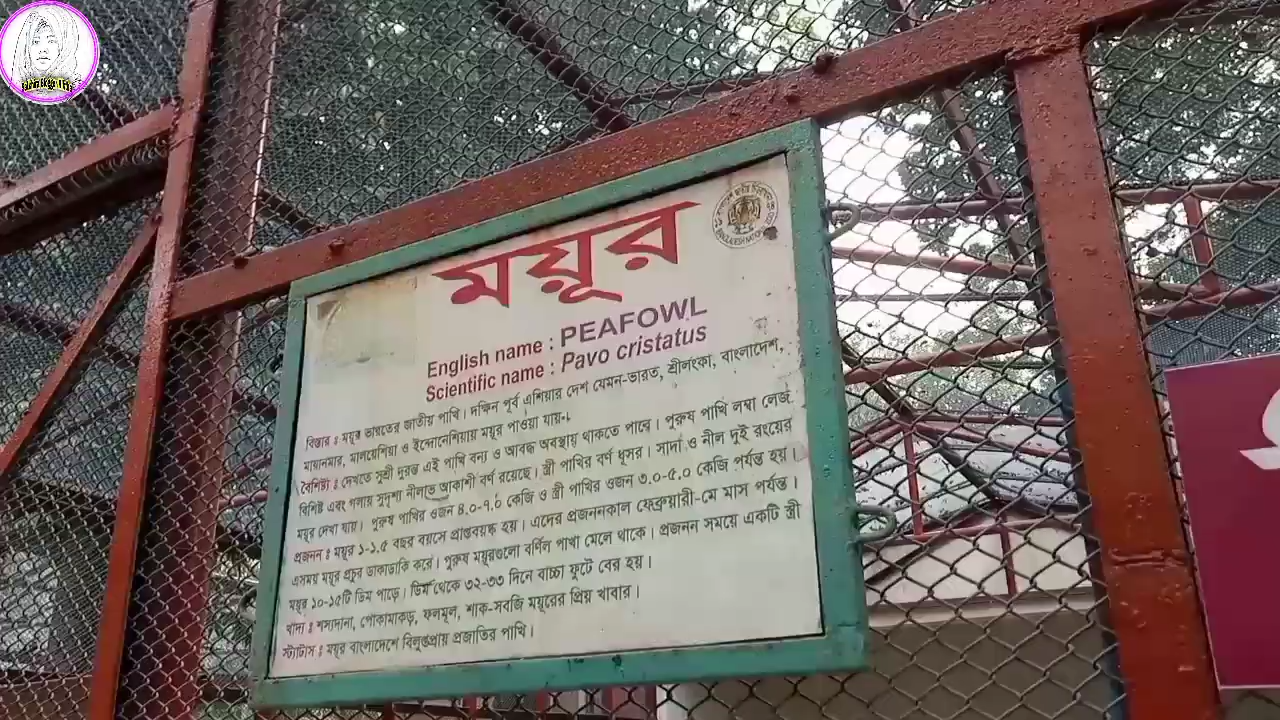 ময়ূর
English name : PEAFOWL
Scientific name : Pavo cristatus
বিস্তার ঃ ময়ূর ভারতের জাতীয় পাখি। দক্ষিন পূর্ব এশিয়ার দেশ যেমন-ভারত, শ্রীলংকা, বাংলাদেশ,
মায়ানমার, মালয়েশিয়া ও ইন্দোনেশিয়ায় ময়ূর পাওয়া যায়।
বৈশিষ্ট্য ঃ দেখতে সুশ্রী দুরন্ত এই পাখি বন্য ও আবদ্ধ অবস্থায় থাকতে পারে। পুরুষ পাখি লম্বা লেজ
বিশিষ্ট এবং গলায় সুদৃশ্য নীলাভ আকাশী বর্ণ রয়েছে। স্ত্রী পাখির বর্ণ ধূসর। সাদা ও নীল দুই রংয়ের
ময়ূর দেখা যায়। পুরুষ পাখির ওজন ৪.০-৭.০ কেজি ও স্ত্রী পাখির ওজন ৩.০-৫.০ কেজি পর্যন্ত হয়।
প্রজনন ঃ ময়ূর ১-১.৫ বছর বয়সে প্রাপ্তবয়ষ্ক হয়। এদের প্রজননকাল ফেব্রুয়ারী-মে মাস পর্যন্ত।
এসময় ময়ূর প্রচুর ডাকাডাকি করে। পুরুষ ময়ূরগুলো বর্ণিল পাখা মেলে থাকে। প্রজনন সময়ে একটি স্ত্রী
ময়ূর ১০-১৫টি ডিম পাড়ে। ডিম থেকে ৩২-৩৩ দিনে বাচ্চা ফুটে বের হয়।
খাদ্য ঃ শস্যদানা, পোকামাকড়, ফলমূল, শাক-সবজি ময়ূরের প্রিয় খাবার।
স্ট্যাটাস ঃ ময়ূর বাংলাদেশে বিলুপ্তপ্রায় প্রজাতির পাখি।